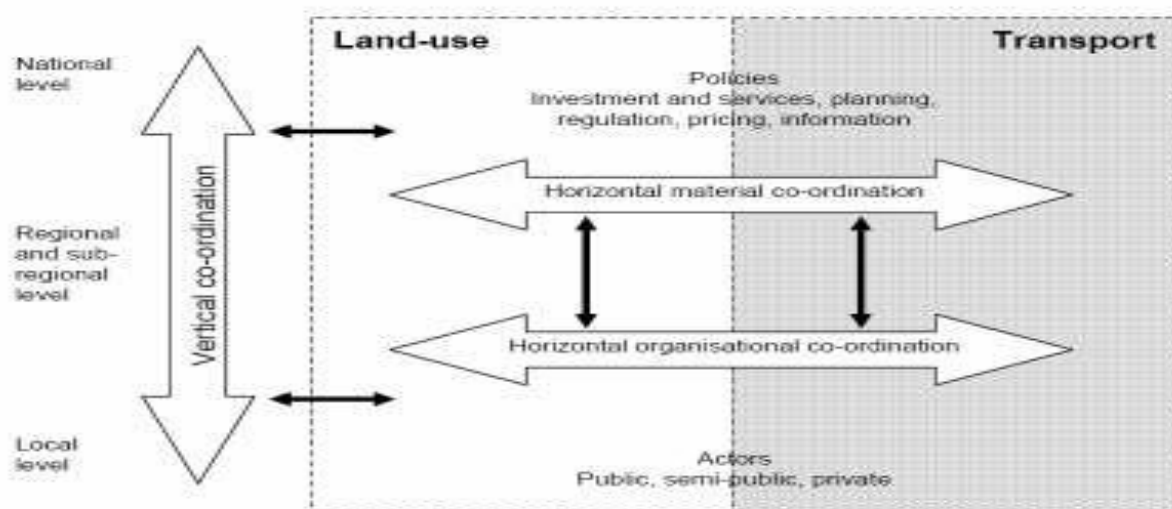 Land-use
Transport
National
level
Policies
Investment and services, planning,
regulation, pricing, information
Horizontal material co-ordination
Vertical co-ordination
Regional
and sub-
regional
level
Horizontal organisational co-ordination
Local
level
Actors
Public, semi-public, private